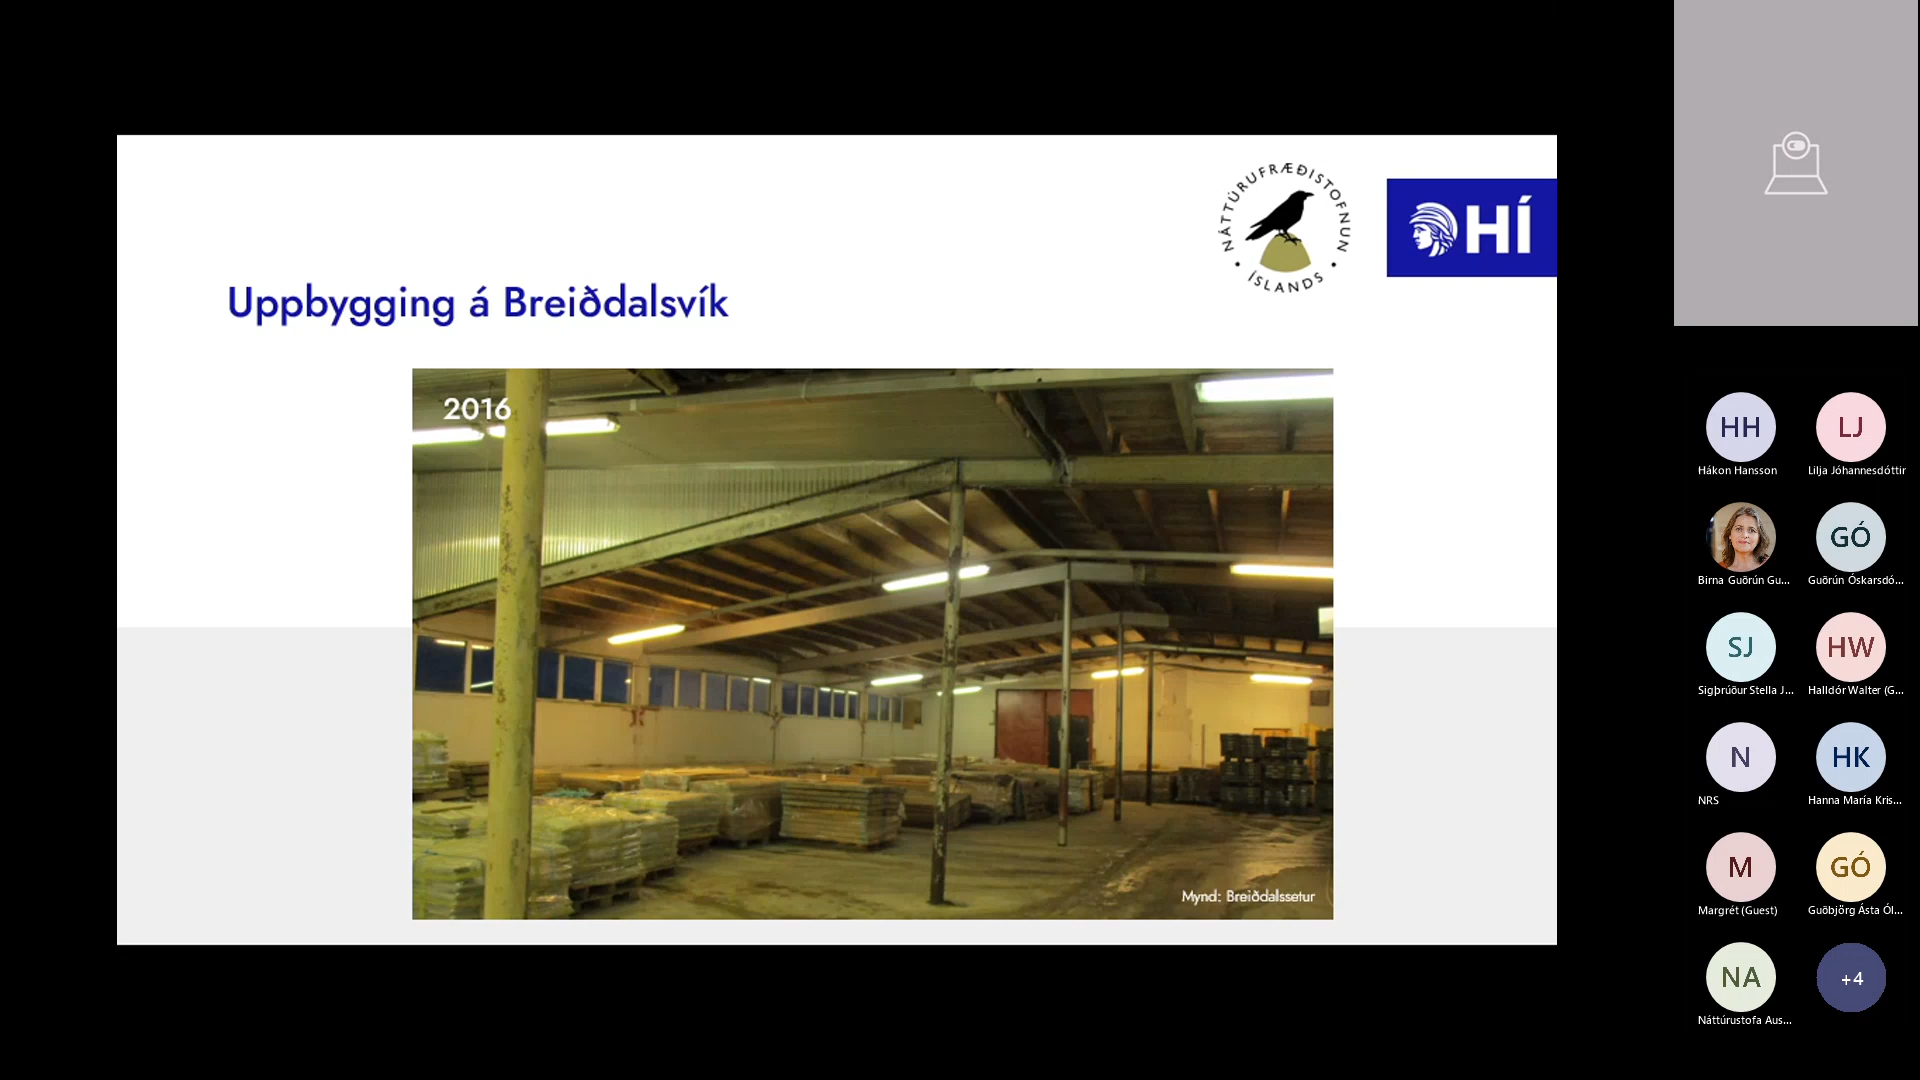 NÁTTÚRUFRÆÐISTOFNUN
• ÍSLANDS •
HÍ
Uppbygging á Breiðdalsvík
2016
Mynd: Breiðdalssetur
HH
LJ
Hákon Hansson
Lilja Jóhannesdóttir
GÓ
Birna Guðrún Gu...
Guðrún Óskarsdó...
SJ
HW
Sigþrúður Stella J...
Halldór Walter (G...
N
HK
NRS
Hanna María Kris...
M
GÓ
Margrét (Guest)
Guðbjörg Ásta Ól...
NA
+4
Náttúrustofa Aus...